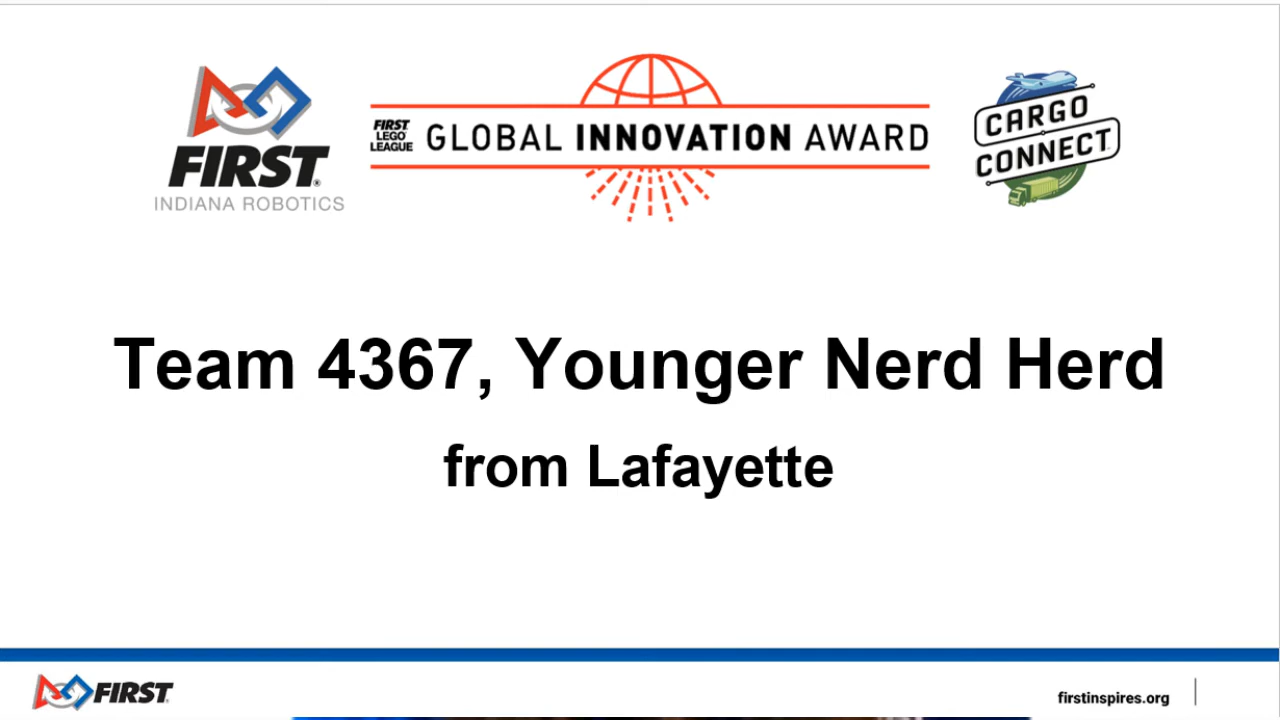 FIRST®
INDIANA ROBOTICS
FIRST
LEGO
LEAGUE
GLOBAL INNOVATION AWARD
CARGO
CONNECT
Team 4367, Younger Nerd Herd
from Lafayette
FIRST
firstinspires.org